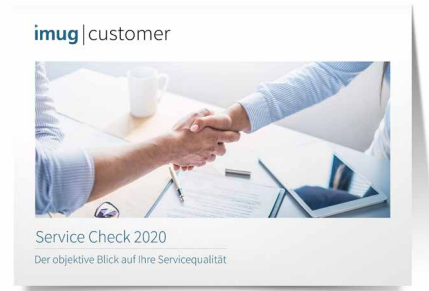 imug|customer
Service Check 2020
Der objektive Blick auf Ihre Servicequalität